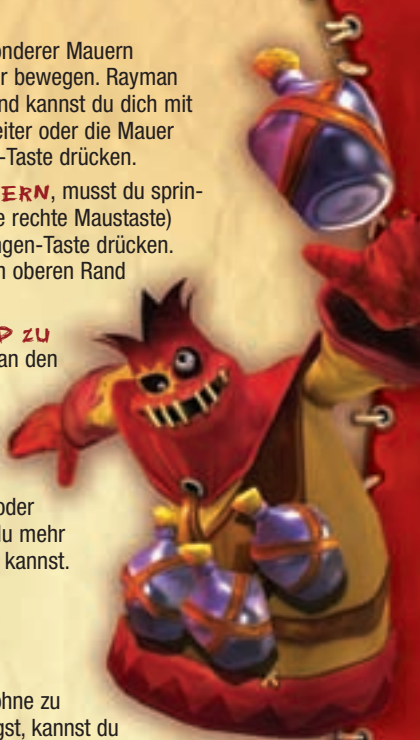 onderer Mauern
r bewegen. Rayman
nd kannst du dich mit
eiter oder die Mauer
-Taste drücken.
ERN, musst du sprin-
e rechte Maustaste)
ngen-Taste drücken.
n oberen Rand
P ZU
an den
oder
du mehr
kannst.
ohne zu
gst, kannst du